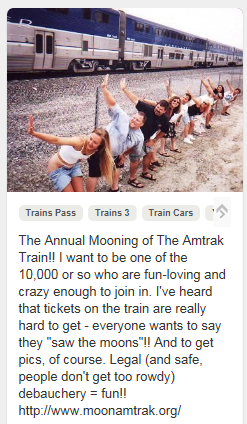 Trains Pass Trains 3 Train Cars
The Annual Mooning of The Amtrak
Train!! I want to be one of the
10,000 or so who are fun-loving and
crazy enough to join in. I've heard
that tickets on the train are really
hard to get - everyone wants to say
they "saw the moons"!! And to get
pics, of course. Legal (and safe,
people don't get too rowdy)
debauchery = fun!!
http://www.moonamtrak.org/